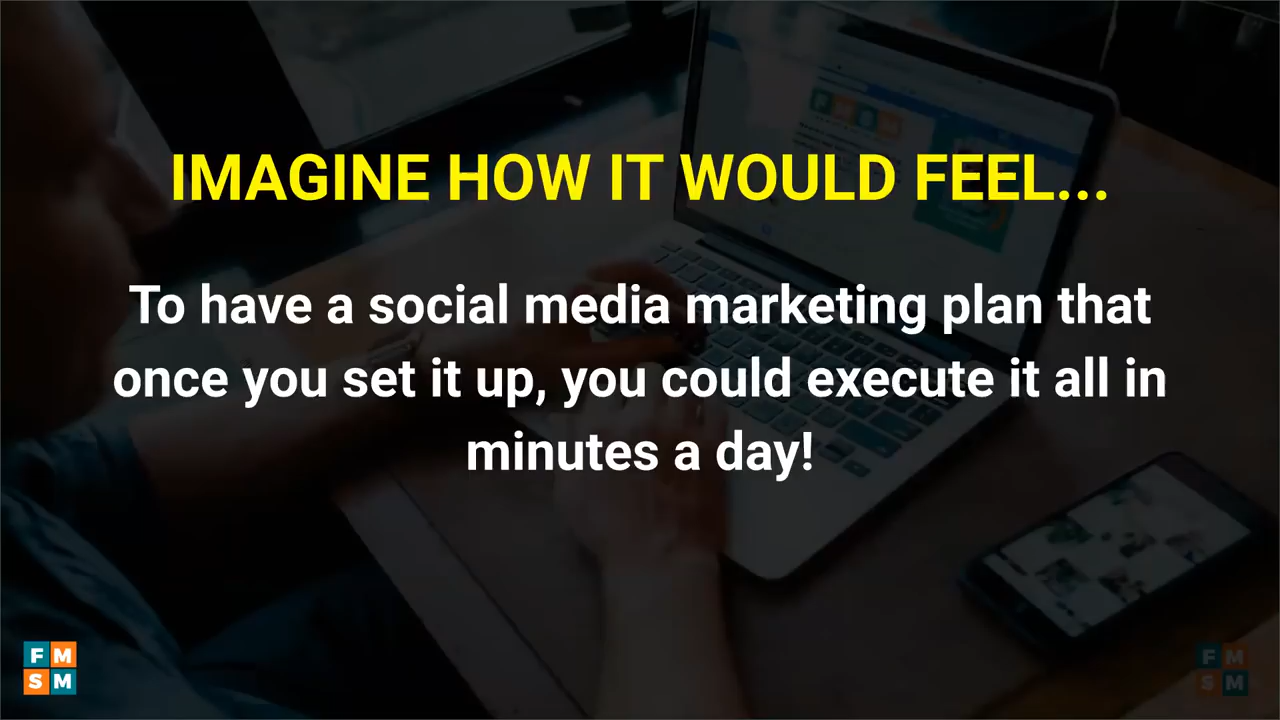 IMAGINE HOW IT WOULD FEEL...
To have a social media marketing plan that
once you set it up, you could execute it all in
minutes a day!
F M
S M
F M
S M